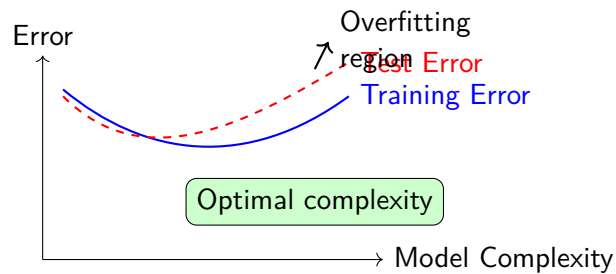 Error
Overfitting
region
Test Error
Training Error
Optimal complexity
Model Complexity